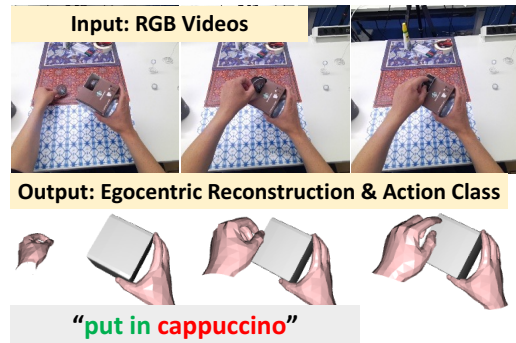 Input: RGB Videos
Output: Egocentric Reconstruction & Action Class
“put in cappuccino”